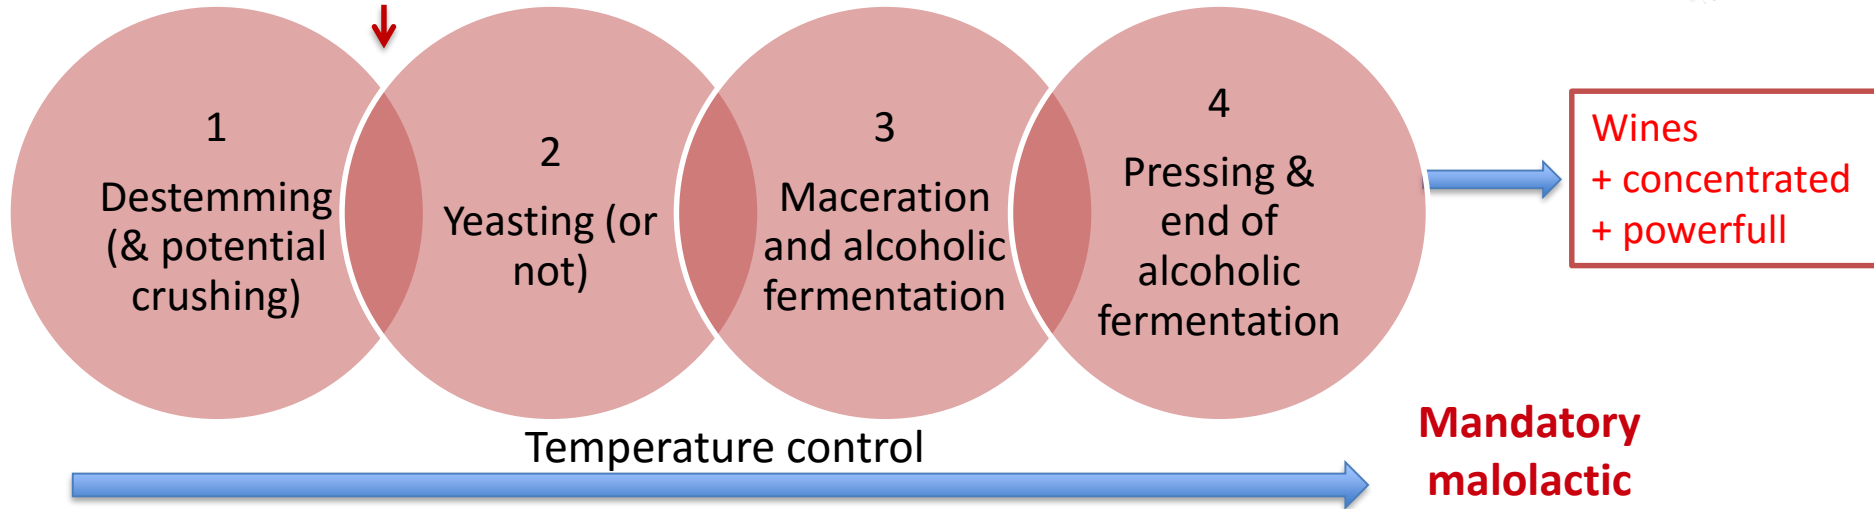 1
Destemming
(& potential
crushing)
2
Yeasting (or
not)
3
Maceration
and alcoholic
fermentation
4
Pressing &
end of
alcoholic
fermentation
Wines
+ concentrated
+ powerfull
Temperature control
Mandatory
malolactic